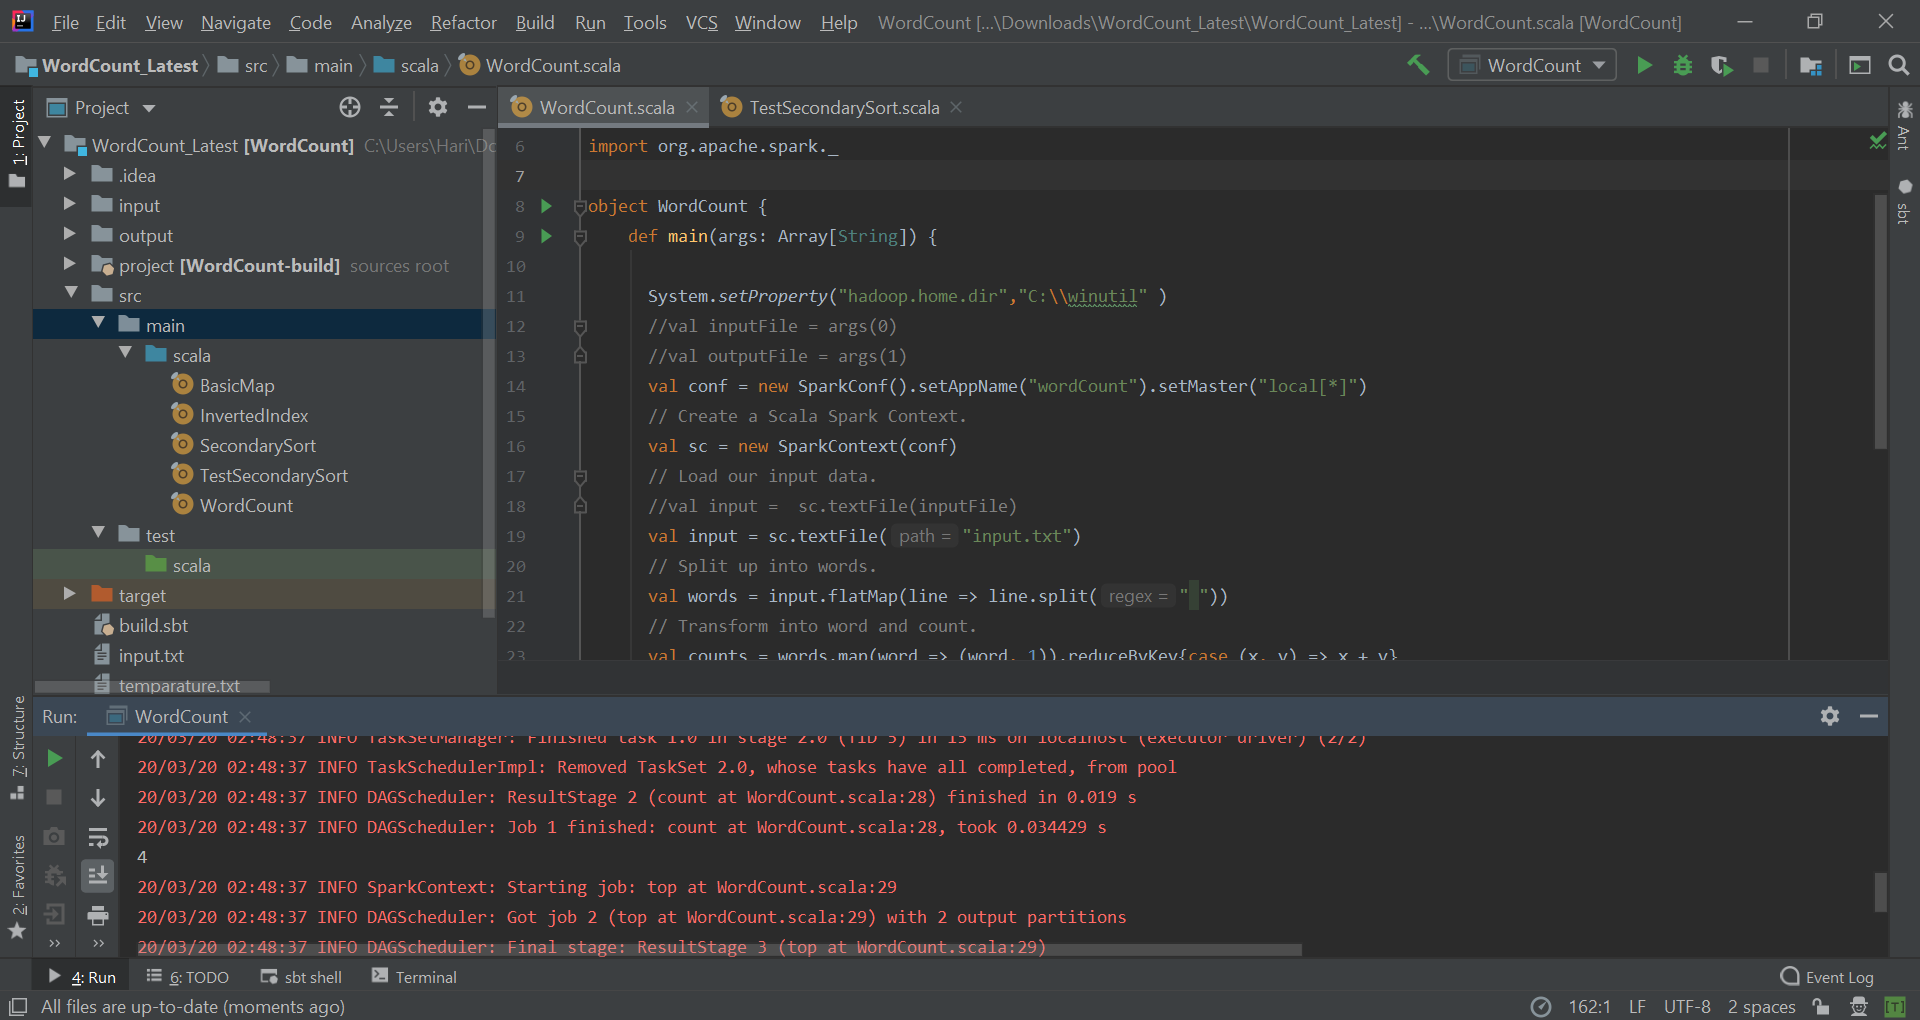 File Edit View Navigate Code Analyze Refactor Build Run Tools VCS Window Help WordCount [...\Downloads\WordCount_Latest\WordCount_Latest] - ...\WordCount.scala [WordCount]
WordCount_Latest src main scala WordCount.scala WordCount
1: Project
7: Structure
2: Favorites
Project
WordCount_Latest [WordCount] C:\Users\Hari\Do
.idea
input
output
project [WordCount-build] sources root
src
main
scala
BasicMap
InvertedIndex
SecondarySort
TestSecondarySort
WordCount
test
scala
target
build.sbt
input.txt
temparature.txt
WordCount.scala TestSecondarySort.scala
6 import org.apache.spark._
7
8 object WordCount {
9 def main(args: Array[String]) {
10
11 System.setProperty("hadoop.home.dir","C:\\winutil" )
12 //val inputFile = args(0)
13 //val outputFile = args(1)
14 val conf = new SparkConf().setAppName("wordCount").setMaster("local[*]")
15 // Create a Scala Spark Context.
16 val sc = new SparkContext(conf)
17 // Load our input data.
18 //val input =  sc.textFile(inputFile)
19 val input = sc.textFile( path = "input.txt")
20 // Split up into words.
21 val words = input.flatMap(line => line.split( regex = " "))
22 // Transform into word and count.
23 val counts = words.map(word => (word, 1)).reduceByKey{case (x, y) => x + y}
Ant
sbt
Run: WordCount
20/03/20 02:48:37 INFO TaskSetManager: Finished task 1.0 in stage 2.0 (TID 5) in 15 ms on localhost (executor driver) (2/2)
20/03/20 02:48:37 INFO TaskSchedulerImpl: Removed TaskSet 2.0, whose tasks have all completed, from pool
20/03/20 02:48:37 INFO DAGScheduler: ResultStage 2 (count at WordCount.scala:28) finished in 0.019 s
20/03/20 02:48:37 INFO DAGScheduler: Job 1 finished: count at WordCount.scala:28, took 0.034429 s
4
20/03/20 02:48:37 INFO SparkContext: Starting job: top at WordCount.scala:29
20/03/20 02:48:37 INFO DAGScheduler: Got job 2 (top at WordCount.scala:29) with 2 output partitions
20/03/20 02:48:37 INFO DAGScheduler: Final stage: ResultStage 3 (top at WordCount.scala:29)
4: Run 6: TODO sbt shell Terminal Event Log
All files are up-to-date (moments ago) 162:1 LF UTF-8 2 spaces [T]